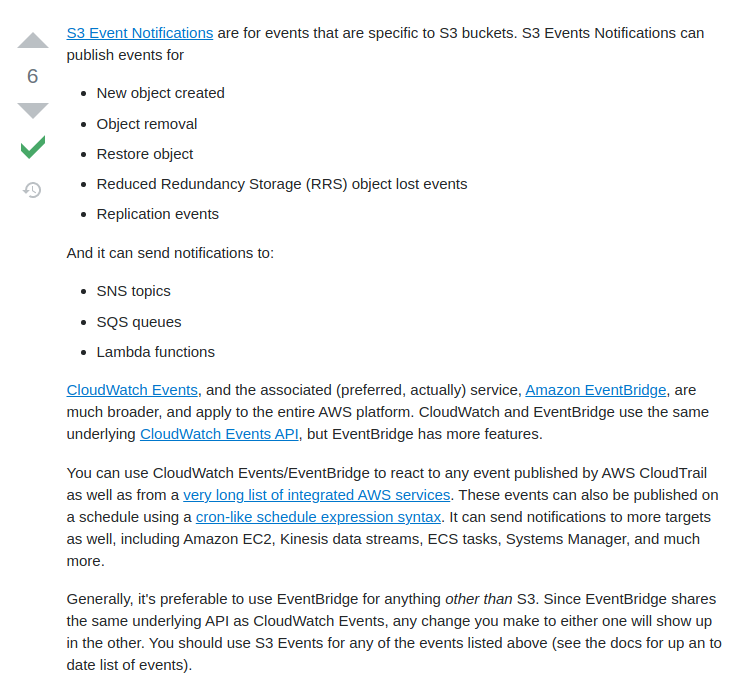 S3 Event Notifications are for events that are specific to S3 buckets. S3 Events Notifications can
publish events for
6
• New object created
• Object removal
• Restore object
• Reduced Redundancy Storage (RRS) object lost events
• Replication events
And it can send notifications to:
• SNS topics
• SQS queues
• Lambda functions
CloudWatch Events, and the associated (preferred, actually) service, Amazon EventBridge, are
much broader, and apply to the entire AWS platform. CloudWatch and EventBridge use the same
underlying CloudWatch Events API, but EventBridge has more features.
You can use CloudWatch Events/EventBridge to react to any event published by AWS CloudTrail
as well as from a very long list of integrated AWS services. These events can also be published on
a schedule using a cron-like schedule expression syntax. It can send notifications to more targets
as well, including Amazon EC2, Kinesis data streams, ECS tasks, Systems Manager, and much
more.
Generally, it's preferable to use EventBridge for anything other than S3. Since EventBridge shares
the same underlying API as CloudWatch Events, any change you make to either one will show up
in the other. You should use S3 Events for any of the events listed above (see the docs for up an to
date list of events).